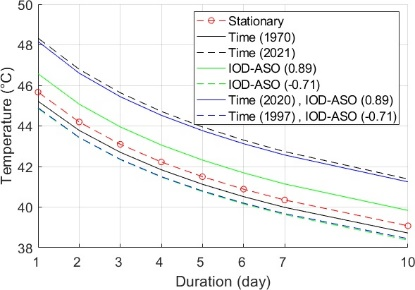 50
48
46
44
42
40
38
Temperature (°C)
Stationary
Time (1970)
Time (2021)
IOD-ASO (0.89)
IOD-ASO (-0.71)
Time (2020) , IOD-ASO (0.89)
Time (1997) , IOD-ASO (-0.71)
1 2 3 4 5 6 7 10
Duration (day)